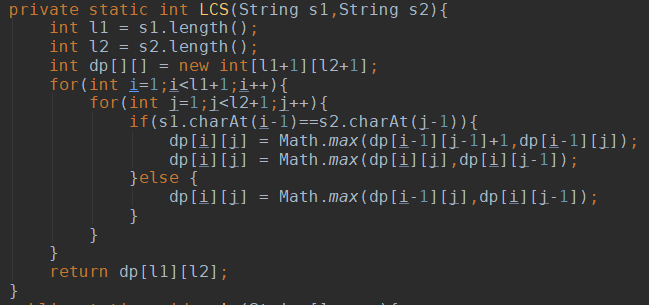 private static int LCS(String s1,String s2){
    int l1 = s1.length();
    int l2 = s2.length();
    int dp[][] = new int[l1+1][l2+1];
    for(int i=1;i<l1+1;i++){
        for(int j=1;j<l2+1;j++){
            if(s1.charAt(i-1)==s2.charAt(j-1)){
                dp[i][j] = Math.max(dp[i-1][j-1]+1,dp[i-1][j]);
                dp[i][j] = Math.max(dp[i][j],dp[i][j-1]);
            }else {
                dp[i][j] = Math.max(dp[i-1][j],dp[i][j-1]);
            }
        }
    }
    return dp[l1][l2];
}